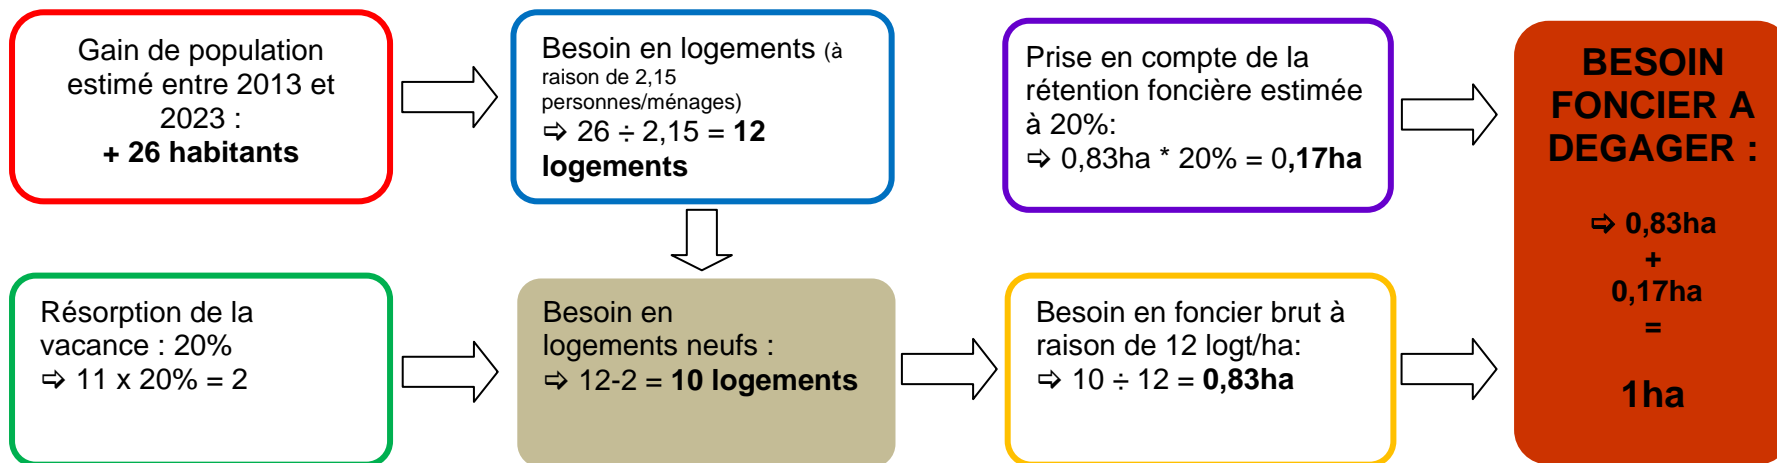 Gain de population
estimé entre 2013 et
2023 :
+ 26 habitants
Besoin en logements (à
raison de 2,15
personnes/ménages)
⇨ 26 ÷ 2,15 = 12
logements
Prise en compte de la
rétention foncière estimée
à 20%:
⇨ 0,83ha * 20% = 0,17ha
BESOIN
FONCIER A
DEGAGER :
⇨ 0,83ha
+
0,17ha
=
1ha
Résorption de la
vacance : 20%
⇨ 11 x 20% = 2
Besoin en
logements neufs :
⇨ 12-2 = 10 logements
Besoin en foncier brut à
raison de 12 logt/ha:
⇨ 10 ÷ 12 = 0,83ha